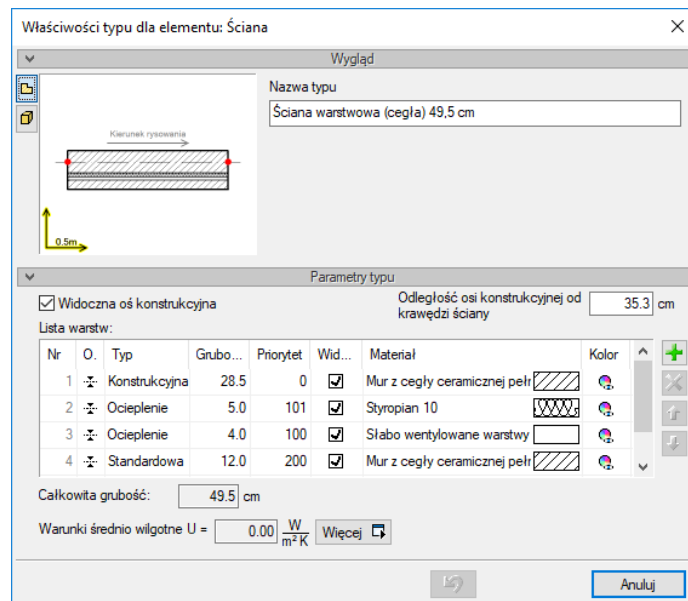 Właściwości typu dla elementu: Ściana
Wygląd
Nazwa typu
Ściana warstwowa (cegła) 49,5 cm
Kierunek rysowania
0.5m
Parametry typu
Widoczna oś konstrukcyjna
Odległość osi konstrukcyjnej od
krawędzi ściany
35.3 cm
Lista warstw:
Nr O. Typ Grubo... Priorytet Wid... Materiał Kolor
1 Konstrukcyjna 28.5 0 Mur z cegły ceramicznej pełr
2 Ocieplenie 5.0 101 Styropian 10
3 Ocieplenie 4.0 100 Słabo wentylowane warstwy
4 Standardowa 12.0 200 Mur z cegły ceramicznej pełr
Całkowita grubość: 49.5 cm
Warunki średnio wilgotne U = 0.00 W/m²K Więcej
Anuluj